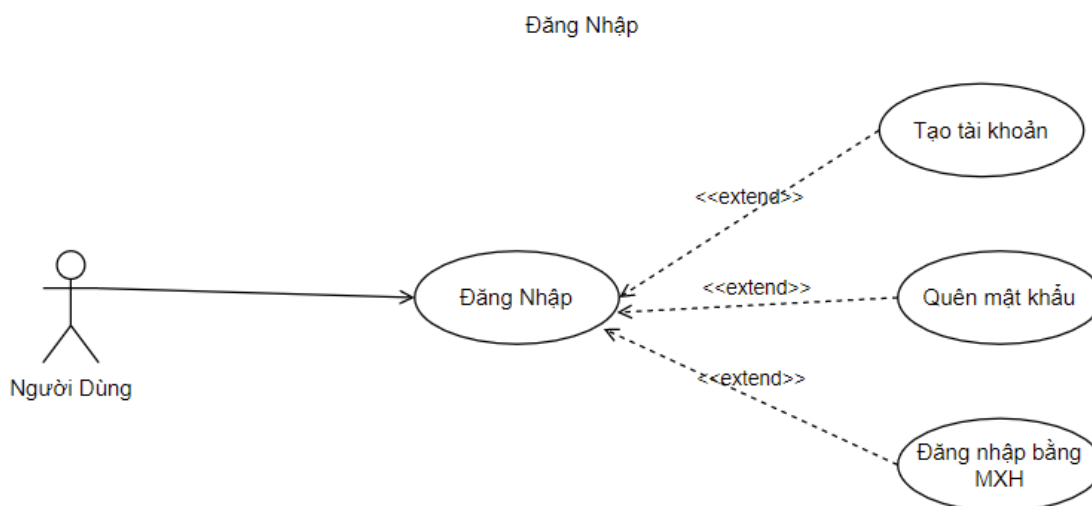 Đăng Nhập
Tạo tài khoản
<<extend>>
<<extend>>
Đăng Nhập
Quên mật khẩu
<<extend>>
Người Dùng
Đăng nhập bằng
MXH